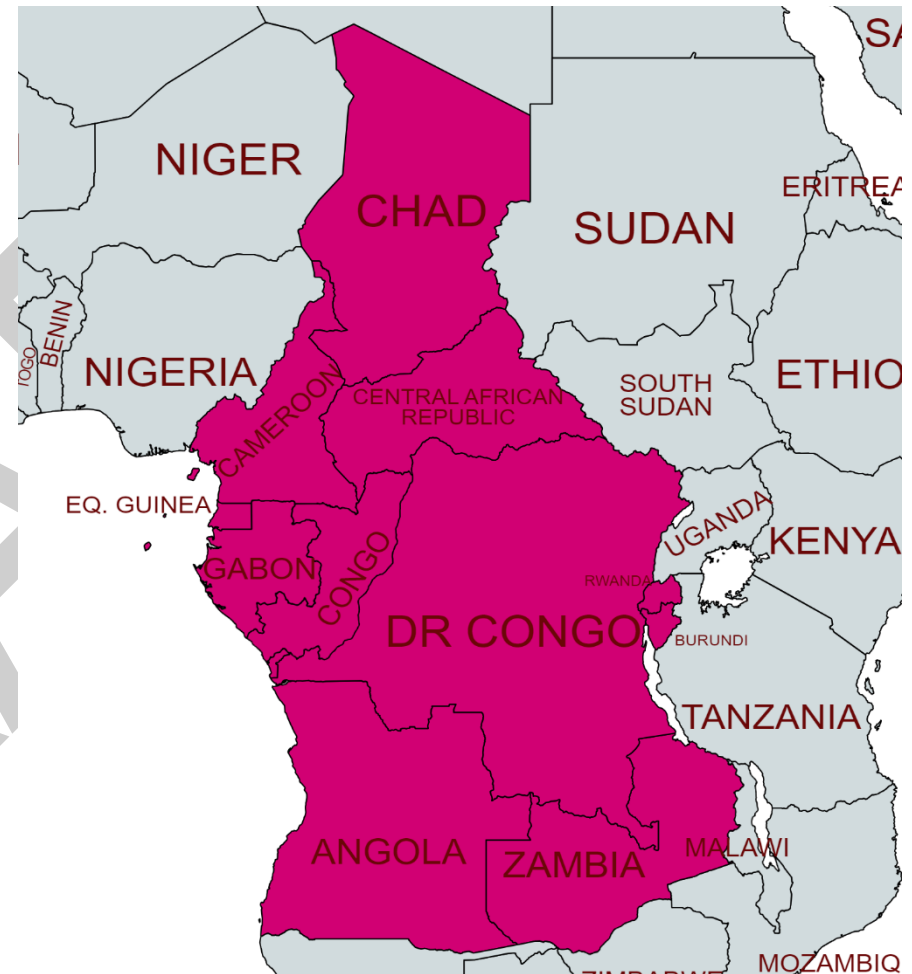 SA
NIGER
ERITREA
CHAD
SUDAN
BENIN
TOGO
NIGERIA
CAMEROON
CENTRAL AFRICAN
REPUBLIC
SOUTH
SUDAN
ETHIO
EQ. GUINEA
UGANDA
KENYA
GABON
CONGO
RWANDA
DR CONGO
BURUNDI
TANZANIA
ANGOLA
ZAMBIA
MALAWI
MOZAMBIQ
ZIMBABWE